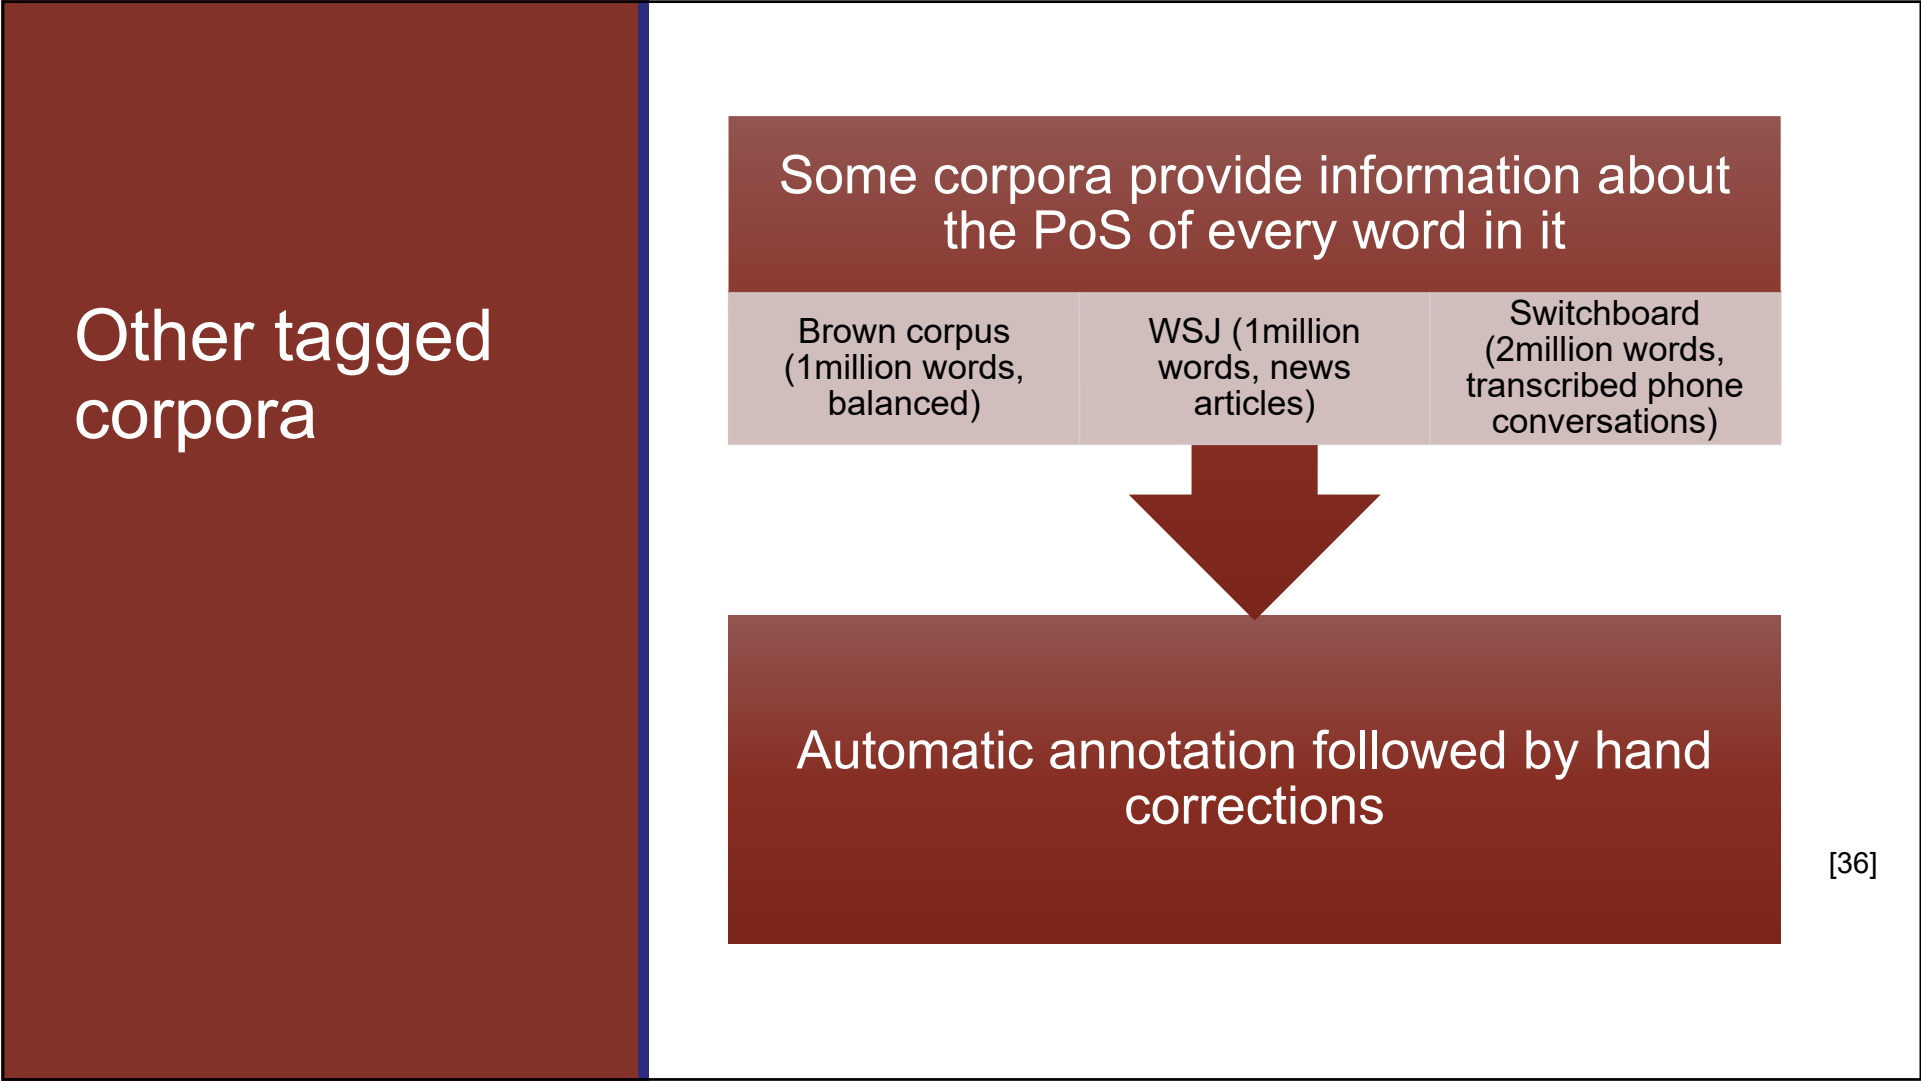 Other tagged
corpora
Some corpora provide information about
the PoS of every word in it
Brown corpus
(1million words,
balanced)
WSJ (1million
words, news
articles)
Switchboard
(2million words,
transcribed phone
conversations)
Automatic annotation followed by hand
corrections
[36]